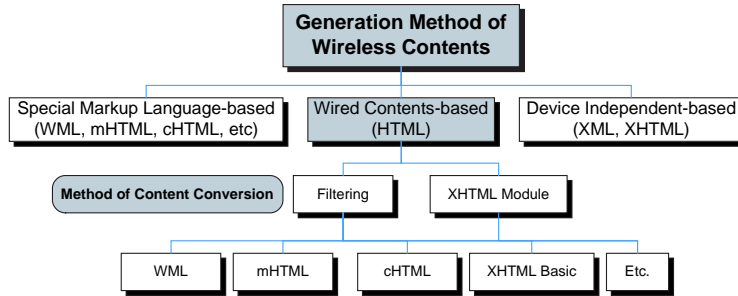 Generation Method of
Wireless Contents
Special Markup Language-based
(WML, mHTML, cHTML, etc)
Wired Contents-based
(HTML)
Device Independent-based
(XML, XHTML)
Method of Content Conversion
Filtering
XHTML Module
WML
mHTML
cHTML
XHTML Basic
Etc.